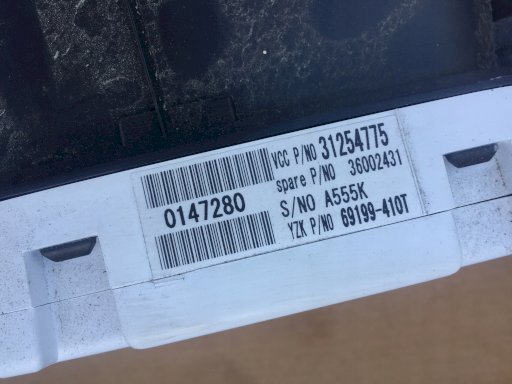 0147280
VCC P/NO 31254775
spare P/NO 36002431
S/NO A555K
YZK P/NO 69199-410T